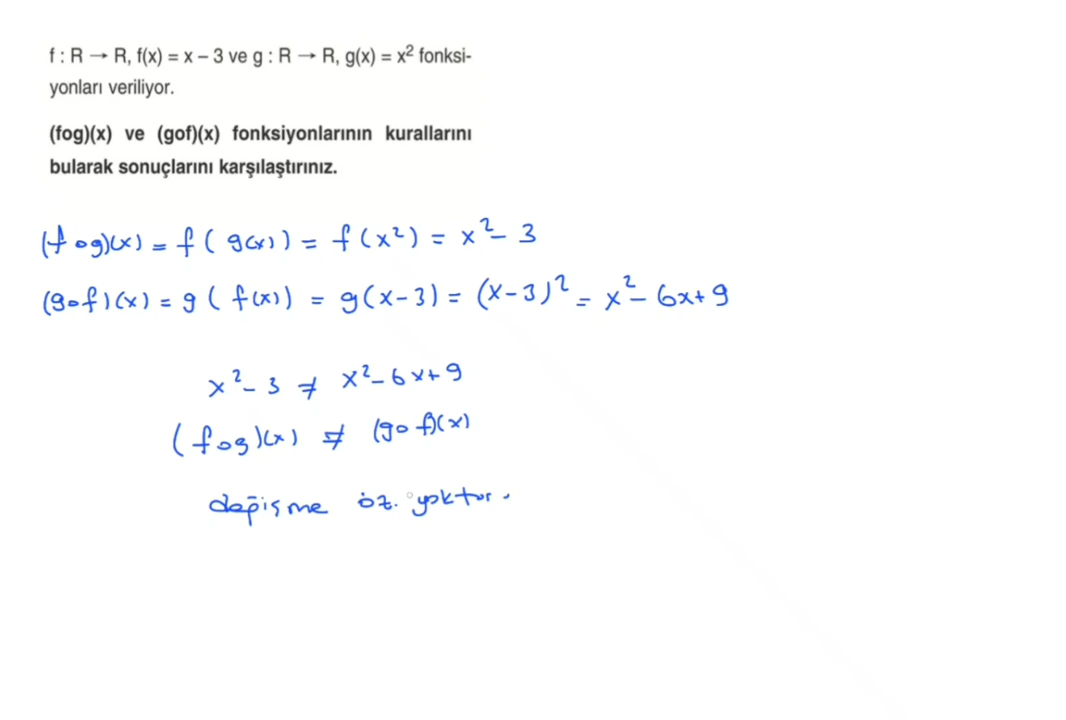 f : R → R, f(x) = x – 3 ve g : R → R, g(x) = x² fonksi-
yonları veriliyor.
(fog)(x) ve (gof)(x) fonksiyonlarının kurallarını
bularak sonuçlarını karşılaştırınız.
(fog)(x) = f(g(x)) = f(x²) = x² – 3
(gof)(x) = g(f(x)) = g(x–3) = (x–3)² = x² – 6x + 9
x² – 3 ≠ x² – 6x + 9
(fog)(x) ≠ (gof)(x)
değişme öz. yoktur.